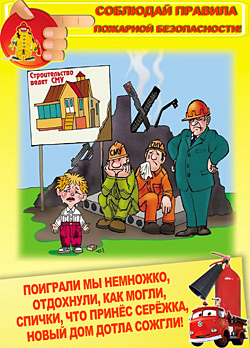 СОБЛЮДАЙ ПРАВИЛА
ПОЖАРНОЙ БЕЗОПАСНОСТИ!
Строительство
ведет СМУ
СМУ
ПОИГРАЛИ МЫ НЕМНОЖКО,
ОТДОХНУЛИ, КАК МОГЛИ,
СПИЧКИ, ЧТО ПРИНЁС СЕРЁЖКА,
НОВЫЙ ДОМ ДОТЛА СОЖГЛИ!